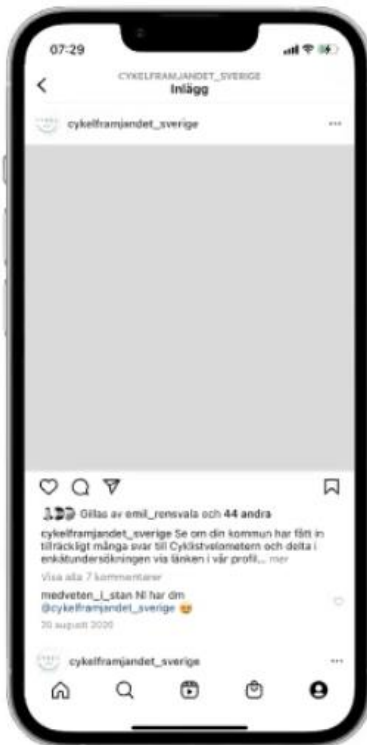 07:29
CYKELFRAMJANDET_SVERIGE
Inlägg
cykelframjandet_sverige
Gillas av emil_rensvala och 44 andra
cykelframjandet_sverige Se om din kommun har fått in
tillräckligt många svar till Cyklistvelometern och delta i
enkätundersökningen via länken i vår profil... mer
Visa alla 7 kommentarer
medveten_i_stan Ni har dm
@cykelframjandet_sverige 😍
20 augusti 2020
cykelframjandet_sverige